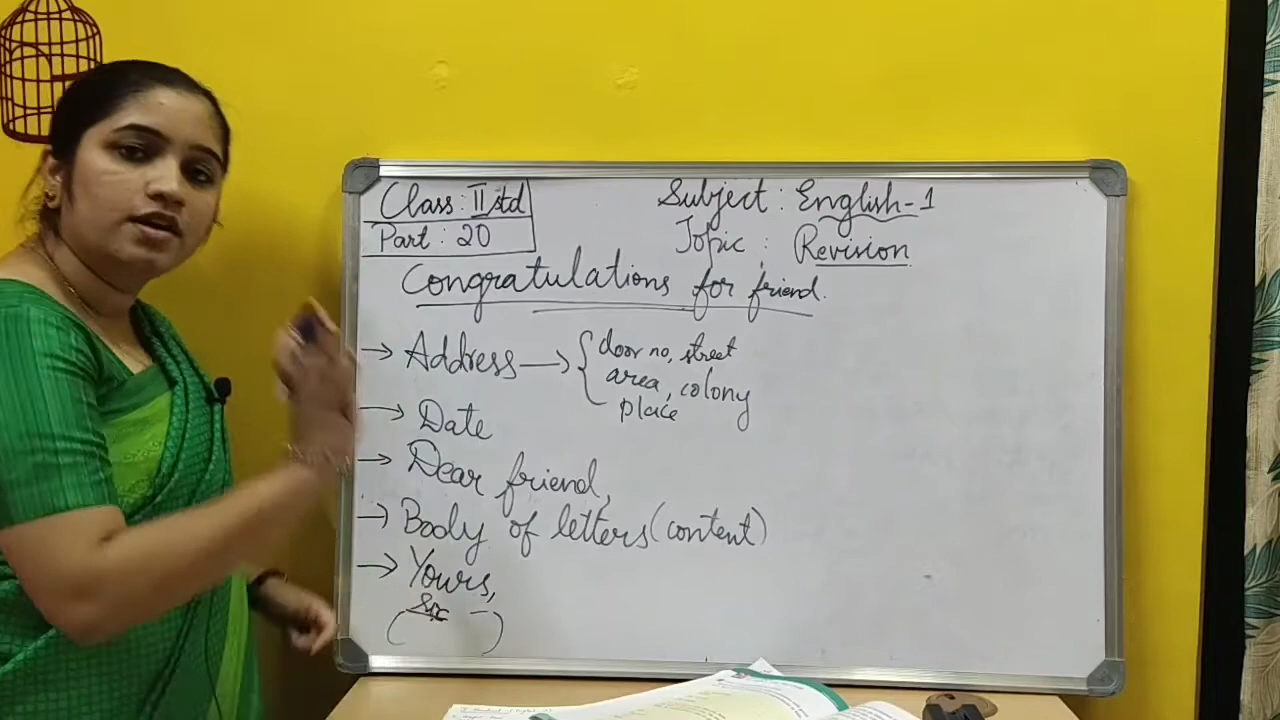 Class: II std
Part: 20
Subject: English-1
Topic: Revision
Congratulations for friend.
→ Address → { door no, street
area, colony
place
→ Date
→ Dear friend,
→ Body of letters (content)
→ Yours,
( )